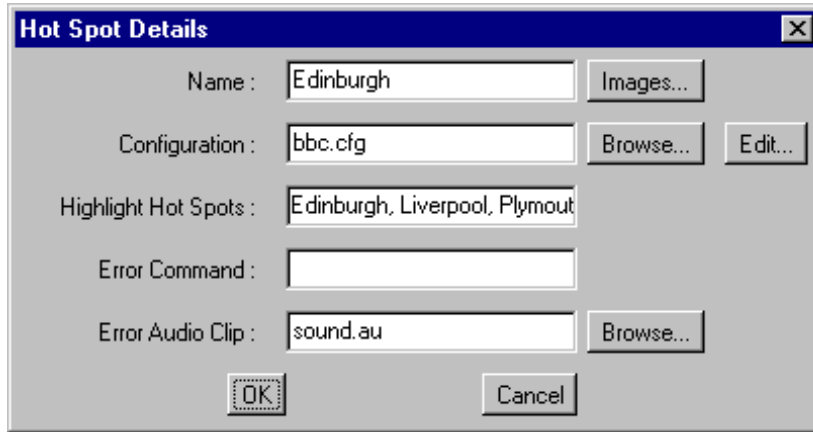 Hot Spot Details
Name : Edinburgh Images...
Configuration : bbc.cfg Browse... Edit...
Highlight Hot Spots : Edinburgh, Liverpool, Plymout
Error Command :
Error Audio Clip : sound.au Browse...
OK Cancel